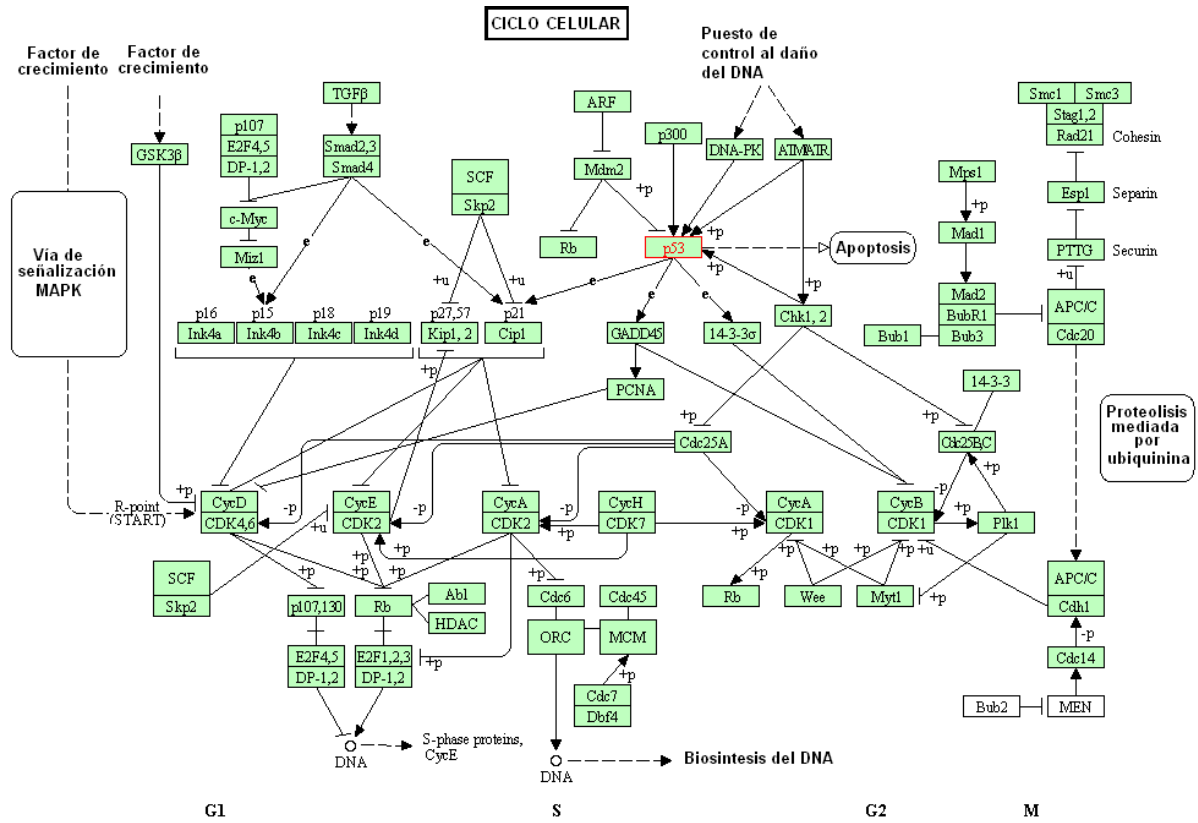 CICLO CELULAR
Factor de
crecimiento
Factor de
crecimiento
Puesto de
control al daño
del DNA
TGFβ
ARF
p300
DNA-PK
ATM/ATR
Smc1
Smc3
Stag1,2
Rad21
Cohesin
p107
E2F4,5
DP-1,2
GSK3β
Smad2,3
Smad4
SCF
Skp2
Mdm2
+p
Mps1
+p
Esp1
Separin
c-Myc
Miz1
e
e
e
Rb
p53
+p
+p
Apoptosis
Mad1
PTTG
Securin
Vía de
señalización
MAPK
+u
+u
e
e
e
+p
+u
p16
Ink4a
p15
Ink4b
p18
Ink4c
p19
Ink4d
p27,57
Kip1, 2
p21
Cip1
GADD45
14-3-3σ
Chk1, 2
Mad2
BubR1
Bub3
Bub1
APC/C
Cdc20
+p
PCNA
14-3-3
+p
+p
Cdc25A
Cdc25B,C
Proteolisis
mediada
por
ubiquinina
R-point
(START)
+p
CycD
CDK4,6
-p
+u
CycE
CDK2
-p
CycA
CDK2
-p
+p
CycH
CDK7
-p
+p
CycA
CDK1
CycB
CDK1
-p
+p
+p
Plk1
+p
+p
+p
+p
+p
+p
+p
+p
+p
+u
SCF
Skp2
p107,130
Rb
Abl
HDAC
Cdc6
Cdc45
ORC
MCM
Rb
Wee
Myt1
+p
APC/C
Cdh1
-p
E2F4,5
DP-1,2
E2F1,2,3
DP-1,2
+p
+p
Cdc7
Dbf4
Cdc14
Bub2
MEN
DNA
S-phase proteins,
CycE
DNA
Biosintesis del DNA
G1
S
G2
M